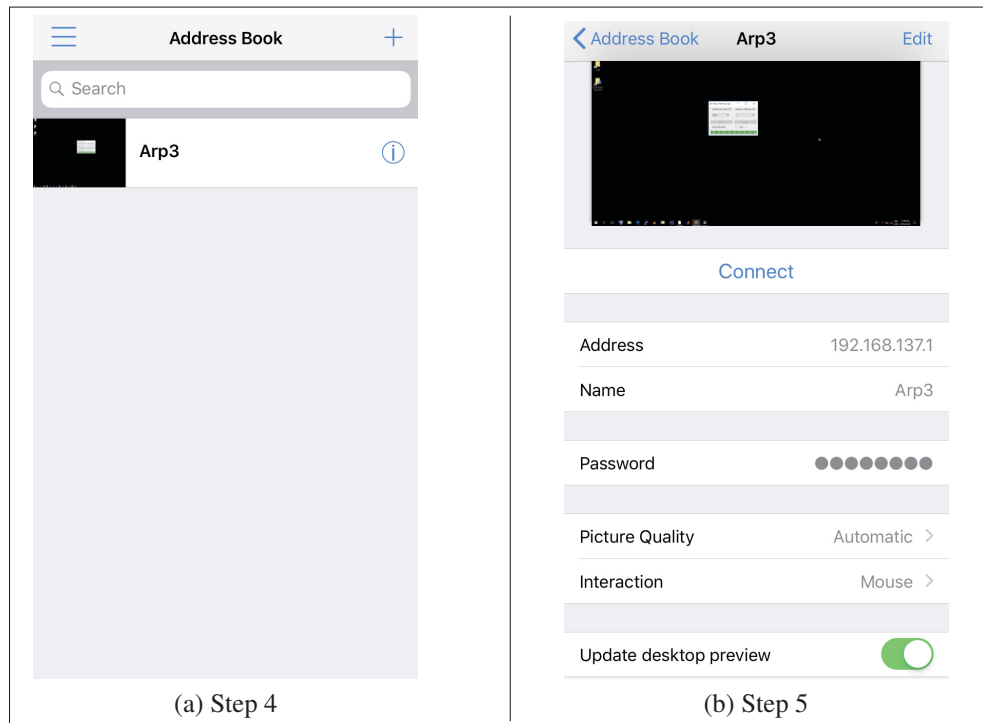 Address Book
Search
Arp3
(a) Step 4
Address Book Arp3 Edit
Connect
Address 192.168.137.1
Name Arp3
Password
Picture Quality Automatic
Interaction Mouse
Update desktop preview
(b) Step 5